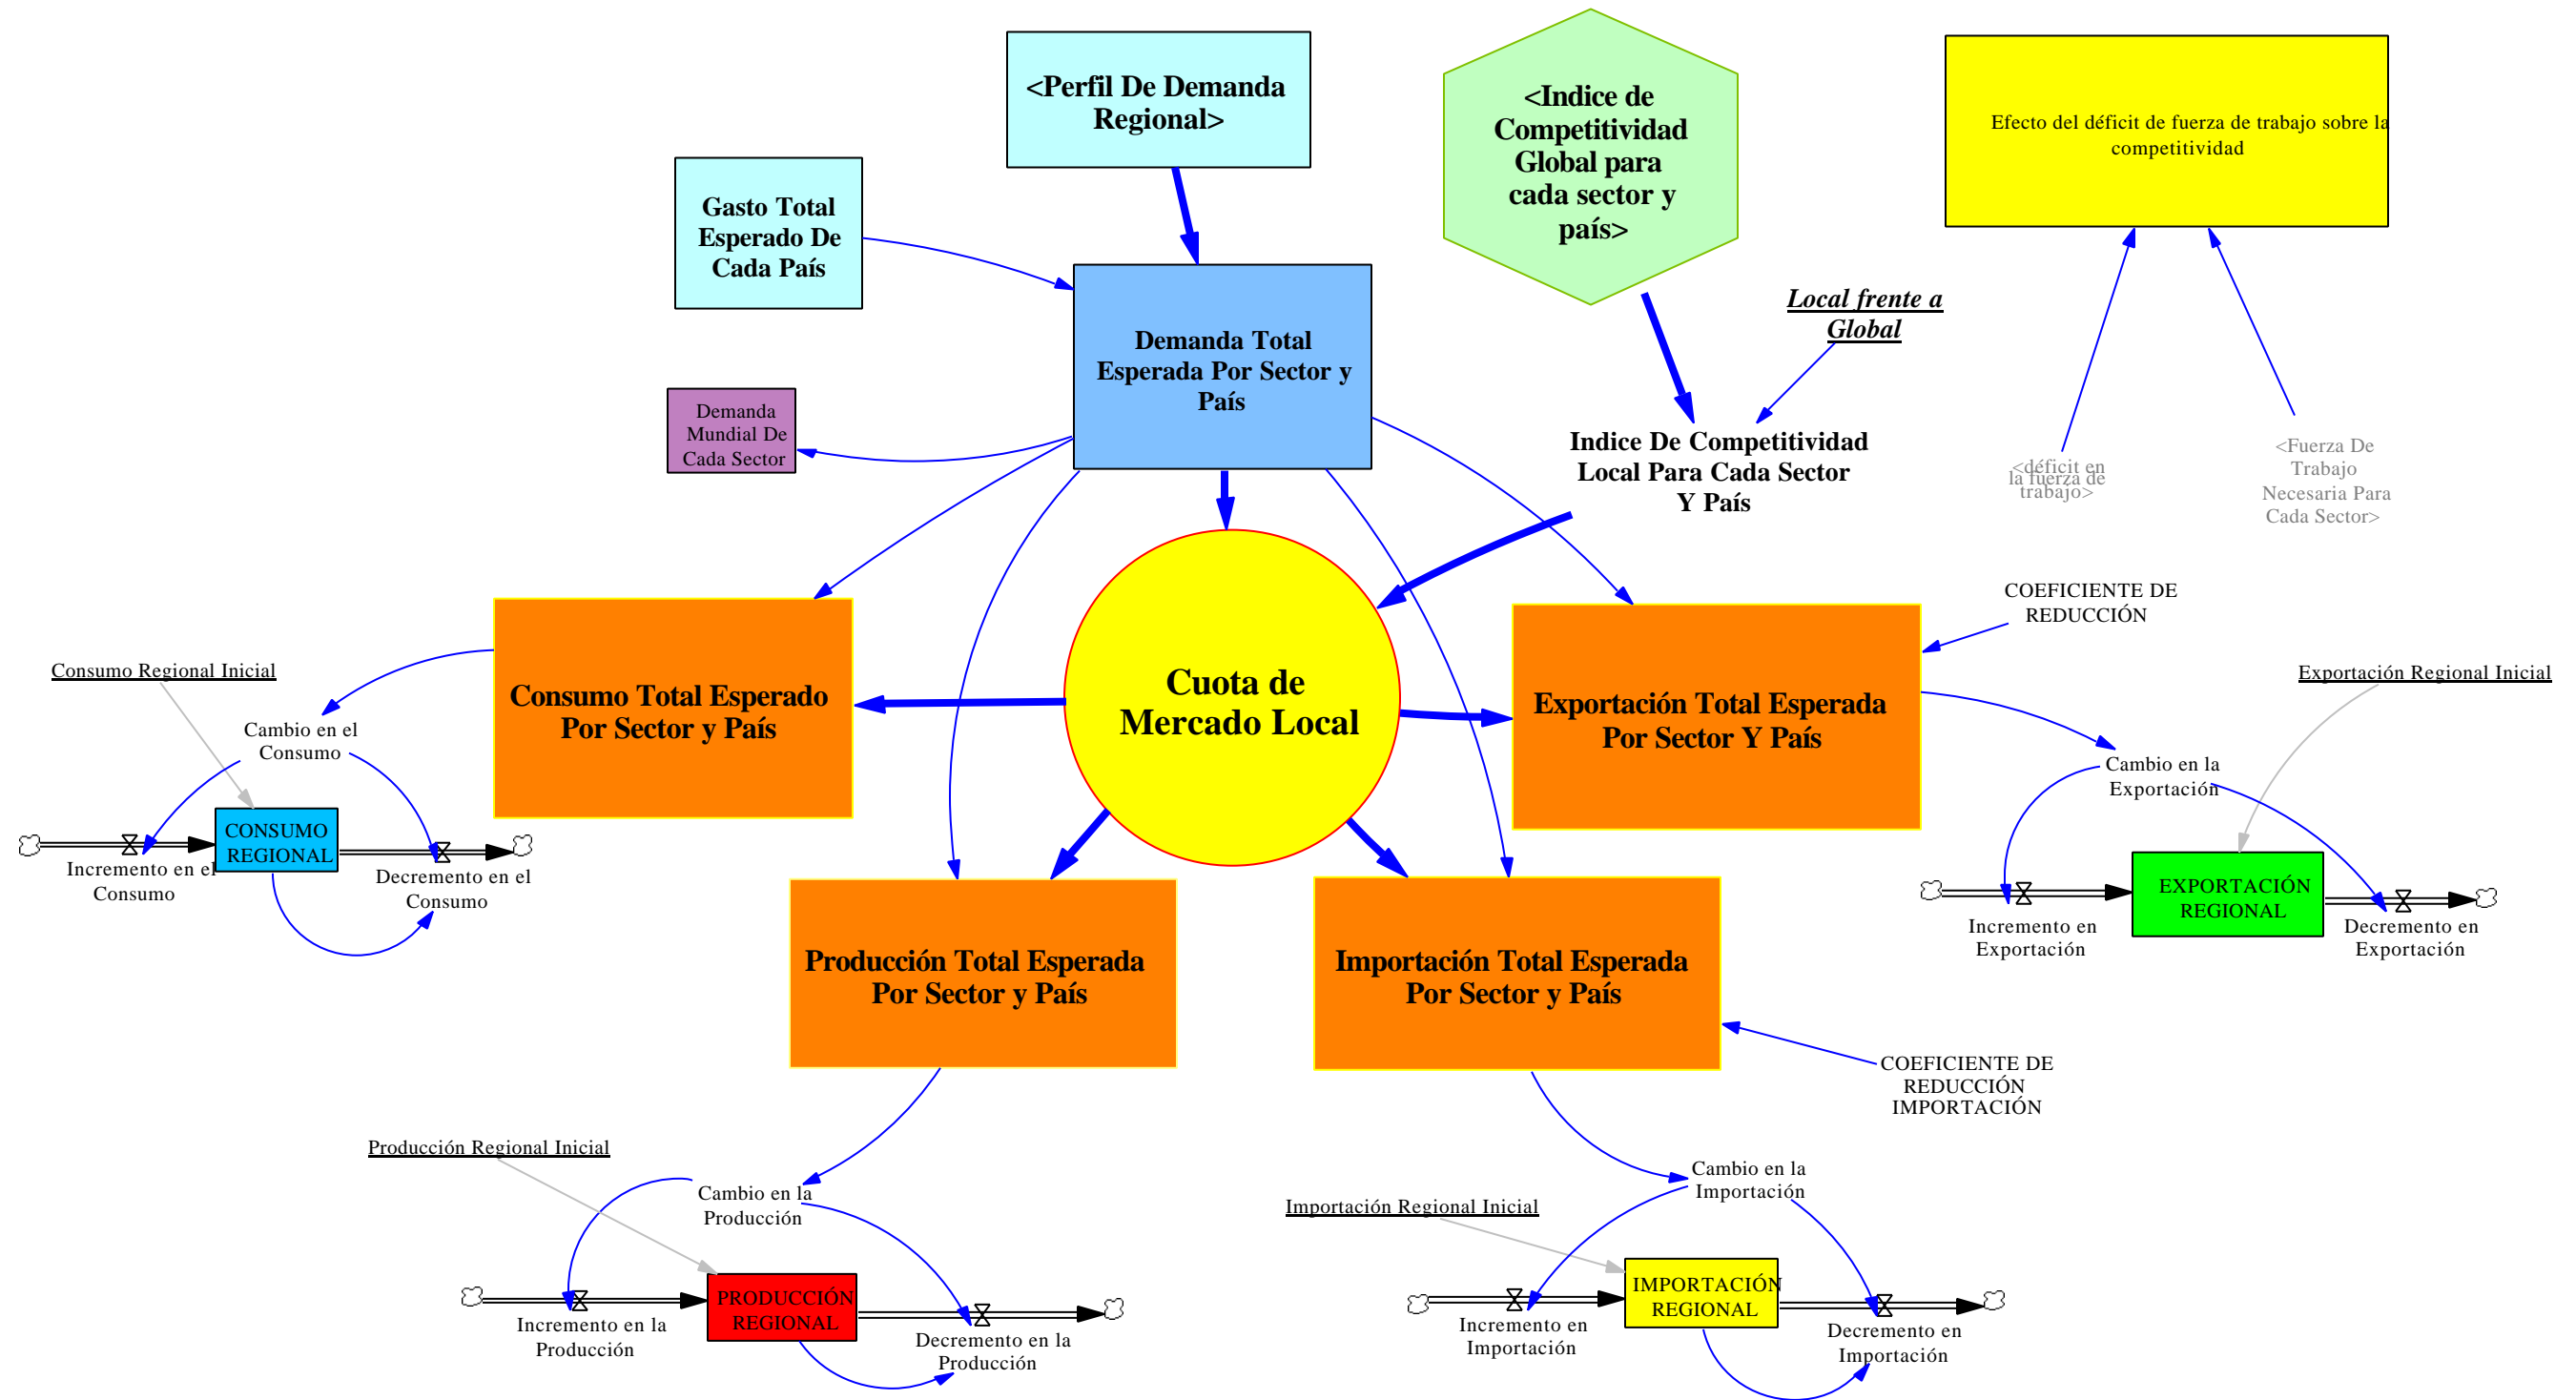 <Perfil De Demanda
Regional>
<Indice de
Competitividad
Global para
cada sector y
país>
Efecto del déficit de fuerza de trabajo sobre la
competitividad
Gasto Total
Esperado De
Cada País
Local frente a
Global
Demanda Total
Esperada Por Sector y
País
Demanda
Mundial De
Cada Sector
Indice De Competitividad
Local Para Cada Sector
Y País
<déficit en
la fuerza de
trabajo>
<Fuerza De
Trabajo
Necesaria Para
Cada Sector>
COEFICIENTE DE
REDUCCIÓN
Consumo Regional Inicial
Consumo Total Esperado
Por Sector y País
Cuota de
Mercado Local
Exportación Total Esperada
Por Sector Y País
Exportación Regional Inicial
Cambio en el
Consumo
Cambio en la
Exportación
CONSUMO
REGIONAL
Incremento en el
Consumo
Decremento en el
Consumo
EXPORTACIÓN
REGIONAL
Incremento en
Exportación
Decremento en
Exportación
Producción Total Esperada
Por Sector y País
Importación Total Esperada
Por Sector y País
COEFICIENTE DE
REDUCCIÓN
IMPORTACIÓN
Producción Regional Inicial
Cambio en la
Producción
Cambio en la
Importación
Importación Regional Inicial
PRODUCCIÓN
REGIONAL
Incremento en la
Producción
Decremento en la
Producción
IMPORTACIÓN
REGIONAL
Incremento en
Importación
Decremento en
Importación